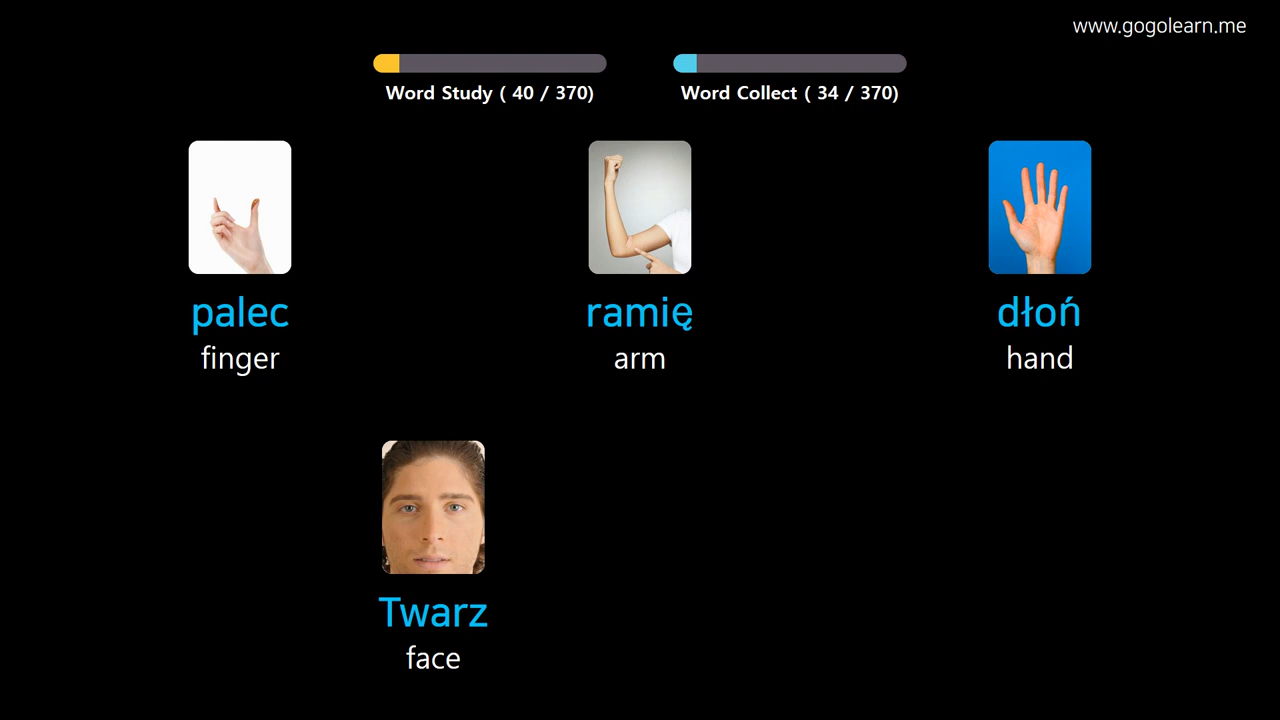 www.gogolearn.me
Word Study ( 40 / 370)
Word Collect ( 34 / 370)
palec
finger
ramię
arm
dłoń
hand
Twarz
face